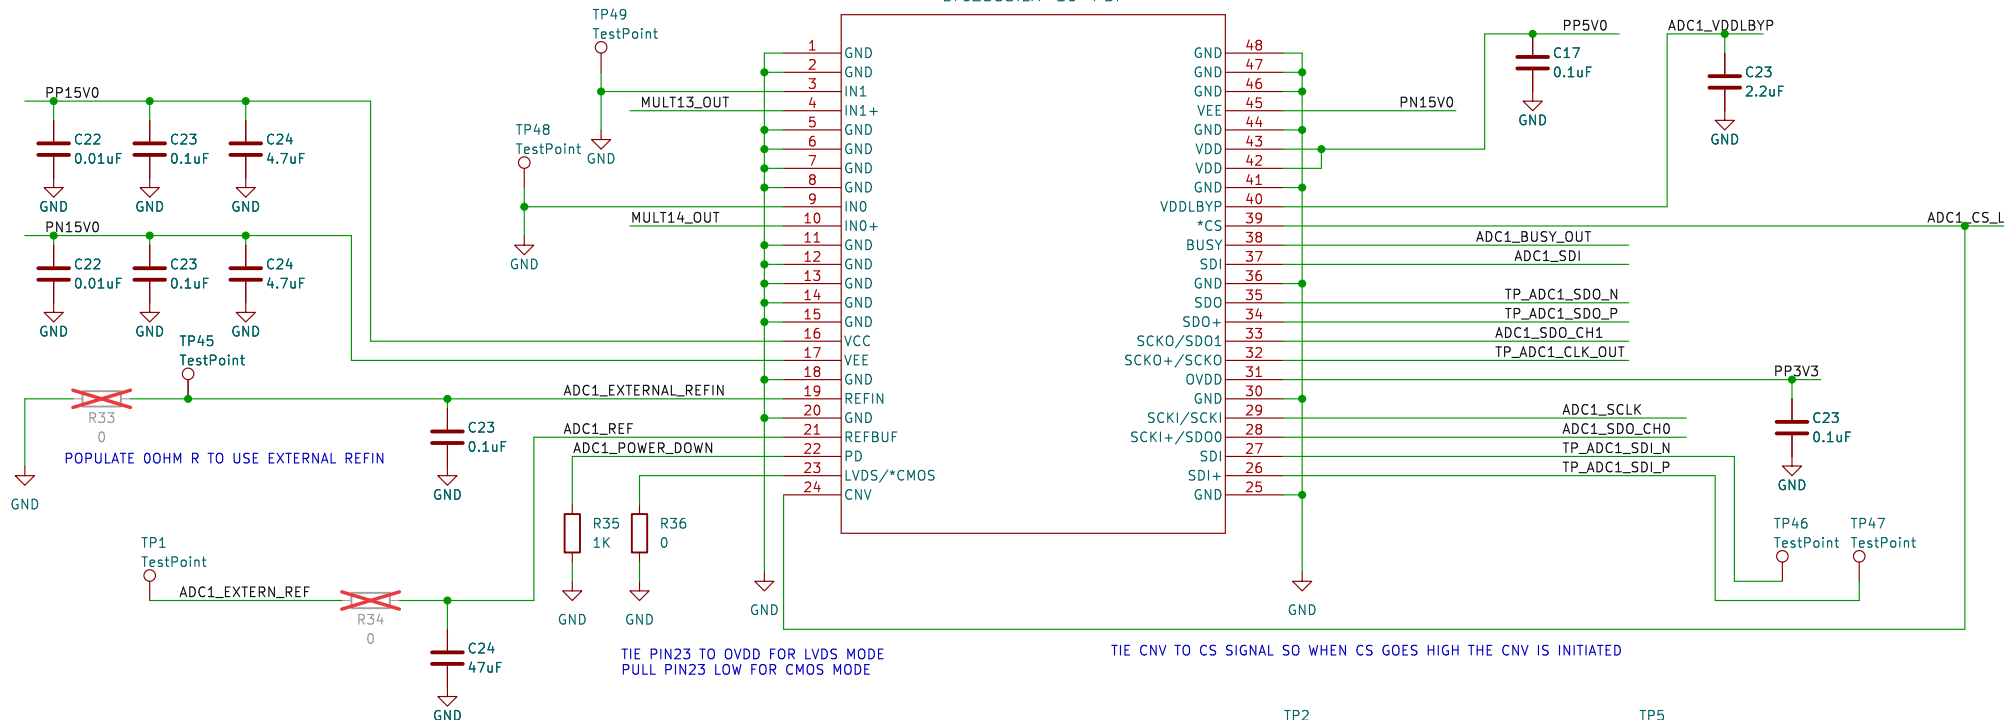 TP49
TestPoint
PP15V0
C22
0.01uF
C23
0.1uF
C24
4.7uF
GND
GND
GND
PN15V0
C22
0.01uF
C23
0.1uF
C24
4.7uF
GND
GND
GND
TP48
TestPoint
GND
GND
MULT13_OUT
MULT14_OUT
TP45
TestPoint
R33
0
POPULATE 0OHM R TO USE EXTERNAL REFIN
GND
C23
0.1uF
GND
ADC1_EXTERNAL_REFIN
ADC1_REF
ADC1_POWER_DOWN
TP1
TestPoint
ADC1_EXTERN_REF
R34
0
C24
47uF
GND
R35
1K
GND
R36
0
GND
GND
TIE PIN23 TO OVDD FOR LVDS MODE
PULL PIN23 LOW FOR CMOS MODE
1 GND
2 GND
3 IN1
4 IN1+
5 GND
6 GND
7 GND
8 GND
9 IN0
10 IN0+
11 GND
12 GND
13 GND
14 GND
15 GND
16 VCC
17 VEE
18 GND
19 REFIN
20 GND
21 REFBUF
22 PD
23 LVDS/*CMOS
24 CNV
GND 48
GND 47
GND 46
VEE 45
GND 44
VDD 43
VDD 42
GND 41
VDDLBYP 40
*CS 39
BUSY 38
SDI 37
GND 36
SDO 35
SDO+ 34
SCKO/SDO1 33
SCKO+/SCKO 32
OVDD 31
GND 30
SCKI/SCKI 29
SCKI+/SDO0 28
SDI 27
SDI+ 26
GND 25
PP5V0
C17
0.1uF
GND
ADC1_VDDLBYP
C23
2.2uF
GND
PN15V0
ADC1_CS_L
ADC1_BUSY_OUT
ADC1_SDI
TP_ADC1_SDO_N
TP_ADC1_SDO_P
ADC1_SDO_CH1
TP_ADC1_CLK_OUT
PP3V3
C23
0.1uF
GND
ADC1_SCLK
ADC1_SDO_CH0
TP_ADC1_SDI_N
TP_ADC1_SDI_P
TP46
TestPoint
TP47
TestPoint
GND
TIE CNV TO CS SIGNAL SO WHEN CS GOES HIGH THE CNV IS INITIATED
TP2
TP5